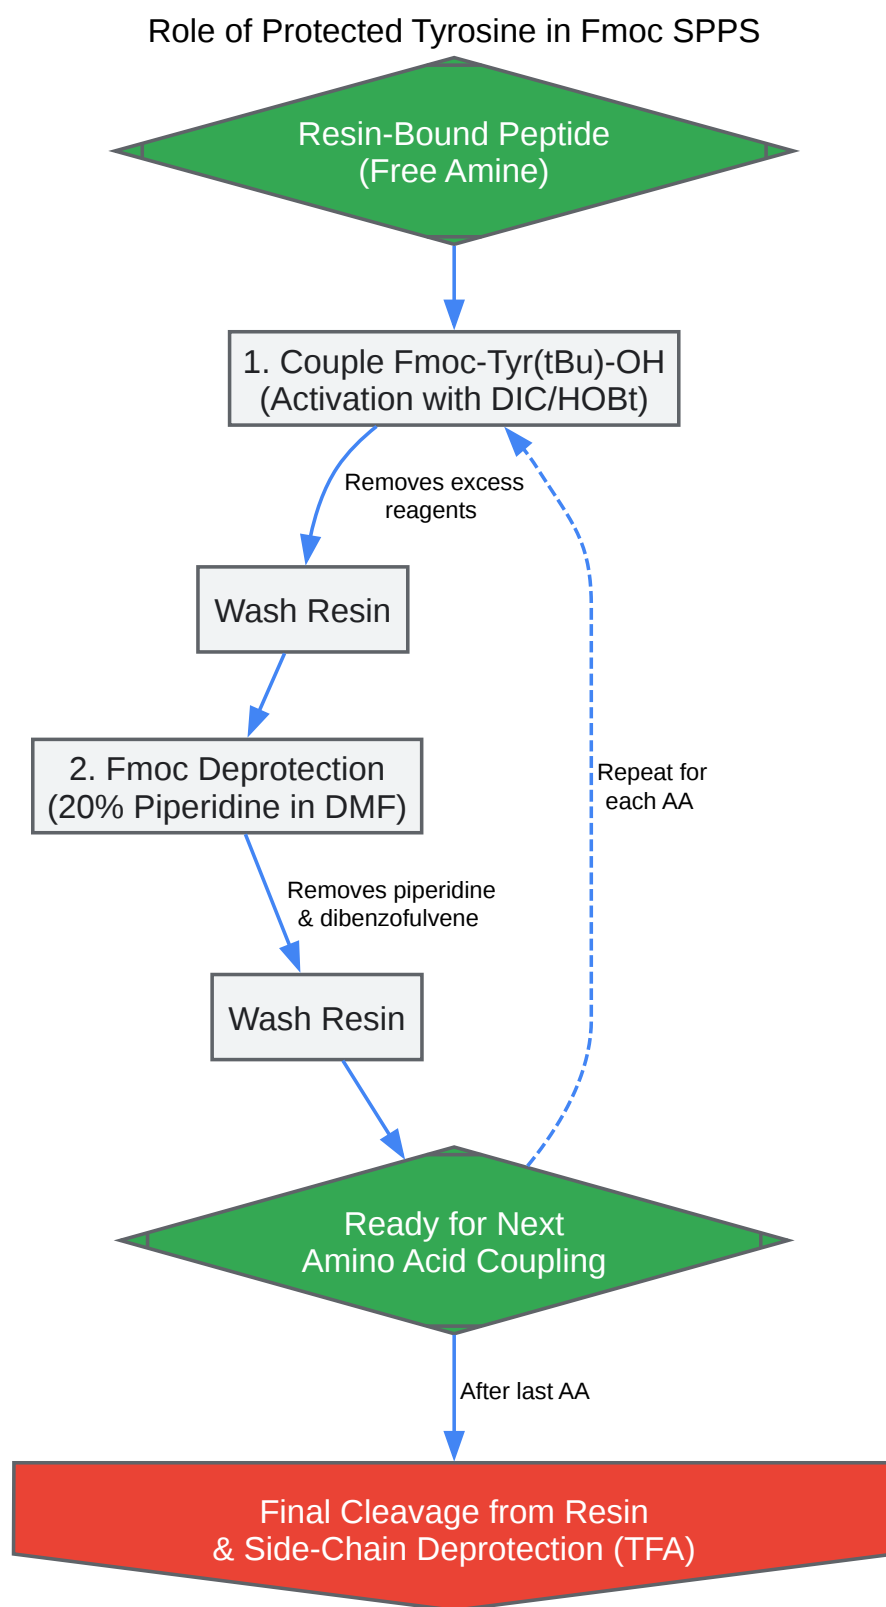 Role of Protected Tyrosine in Fmoc SPPS
Resin-Bound Peptide
(Free Amine)
1. Couple Fmoc-Tyr(tBu)-OH
(Activation with DIC/HOBt)
Removes excess
reagents
Wash Resin
2. Fmoc Deprotection
(20% Piperidine in DMF)
Repeat for
each AA
Removes piperidine
& dibenzofulvene
Wash Resin
Ready for Next
Amino Acid Coupling
After last AA
Final Cleavage from Resin
& Side-Chain Deprotection (TFA)